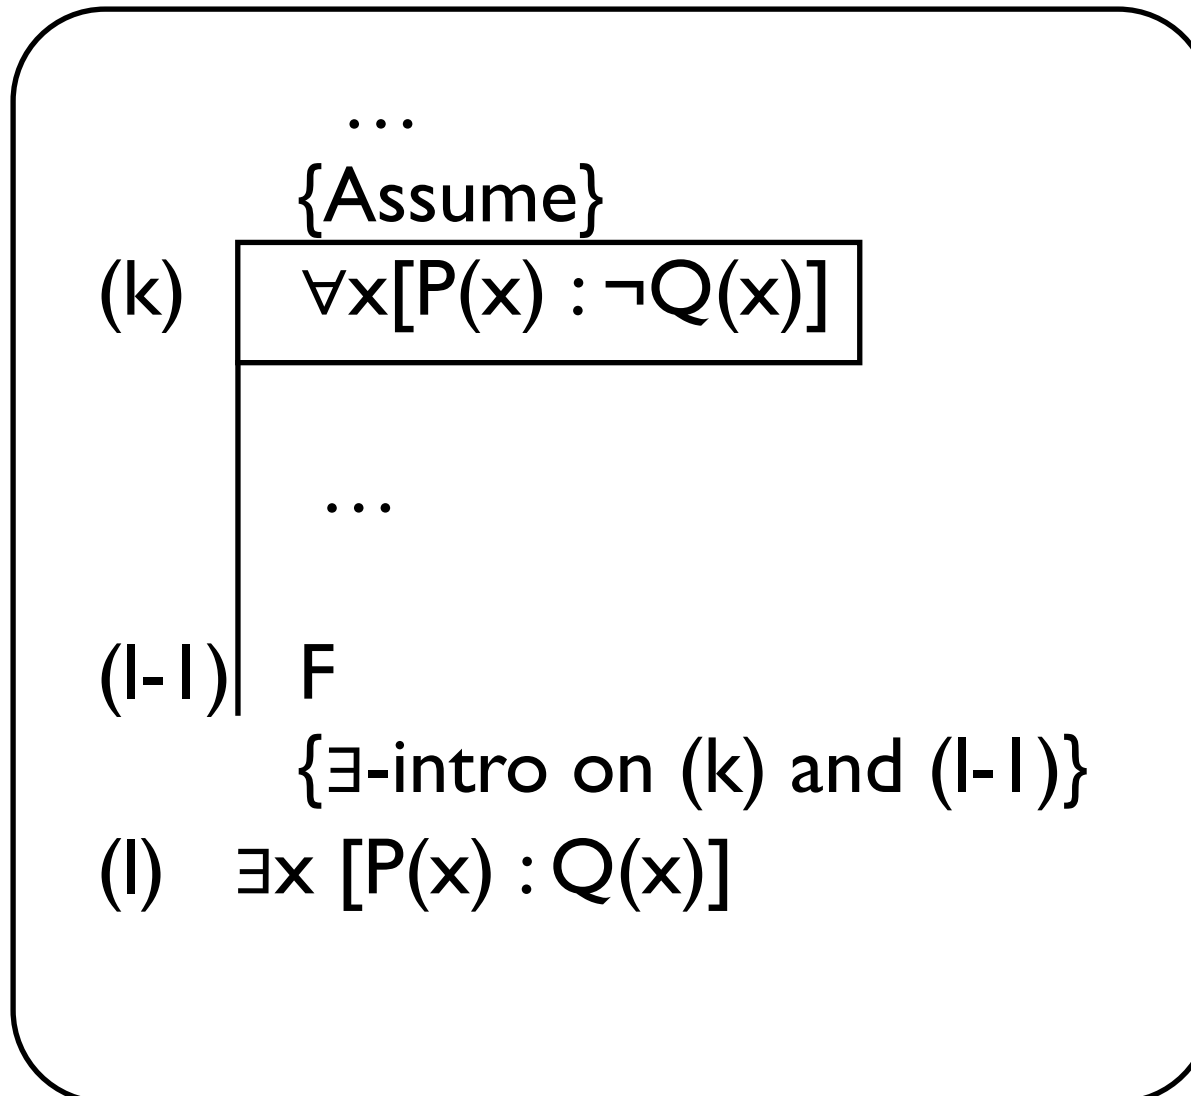 …
{Assume}
(k) ∀x[P(x) : ¬Q(x)]
…
(l-1) F
{∃-intro on (k) and (l-1)}
(l) ∃x [P(x) : Q(x)]